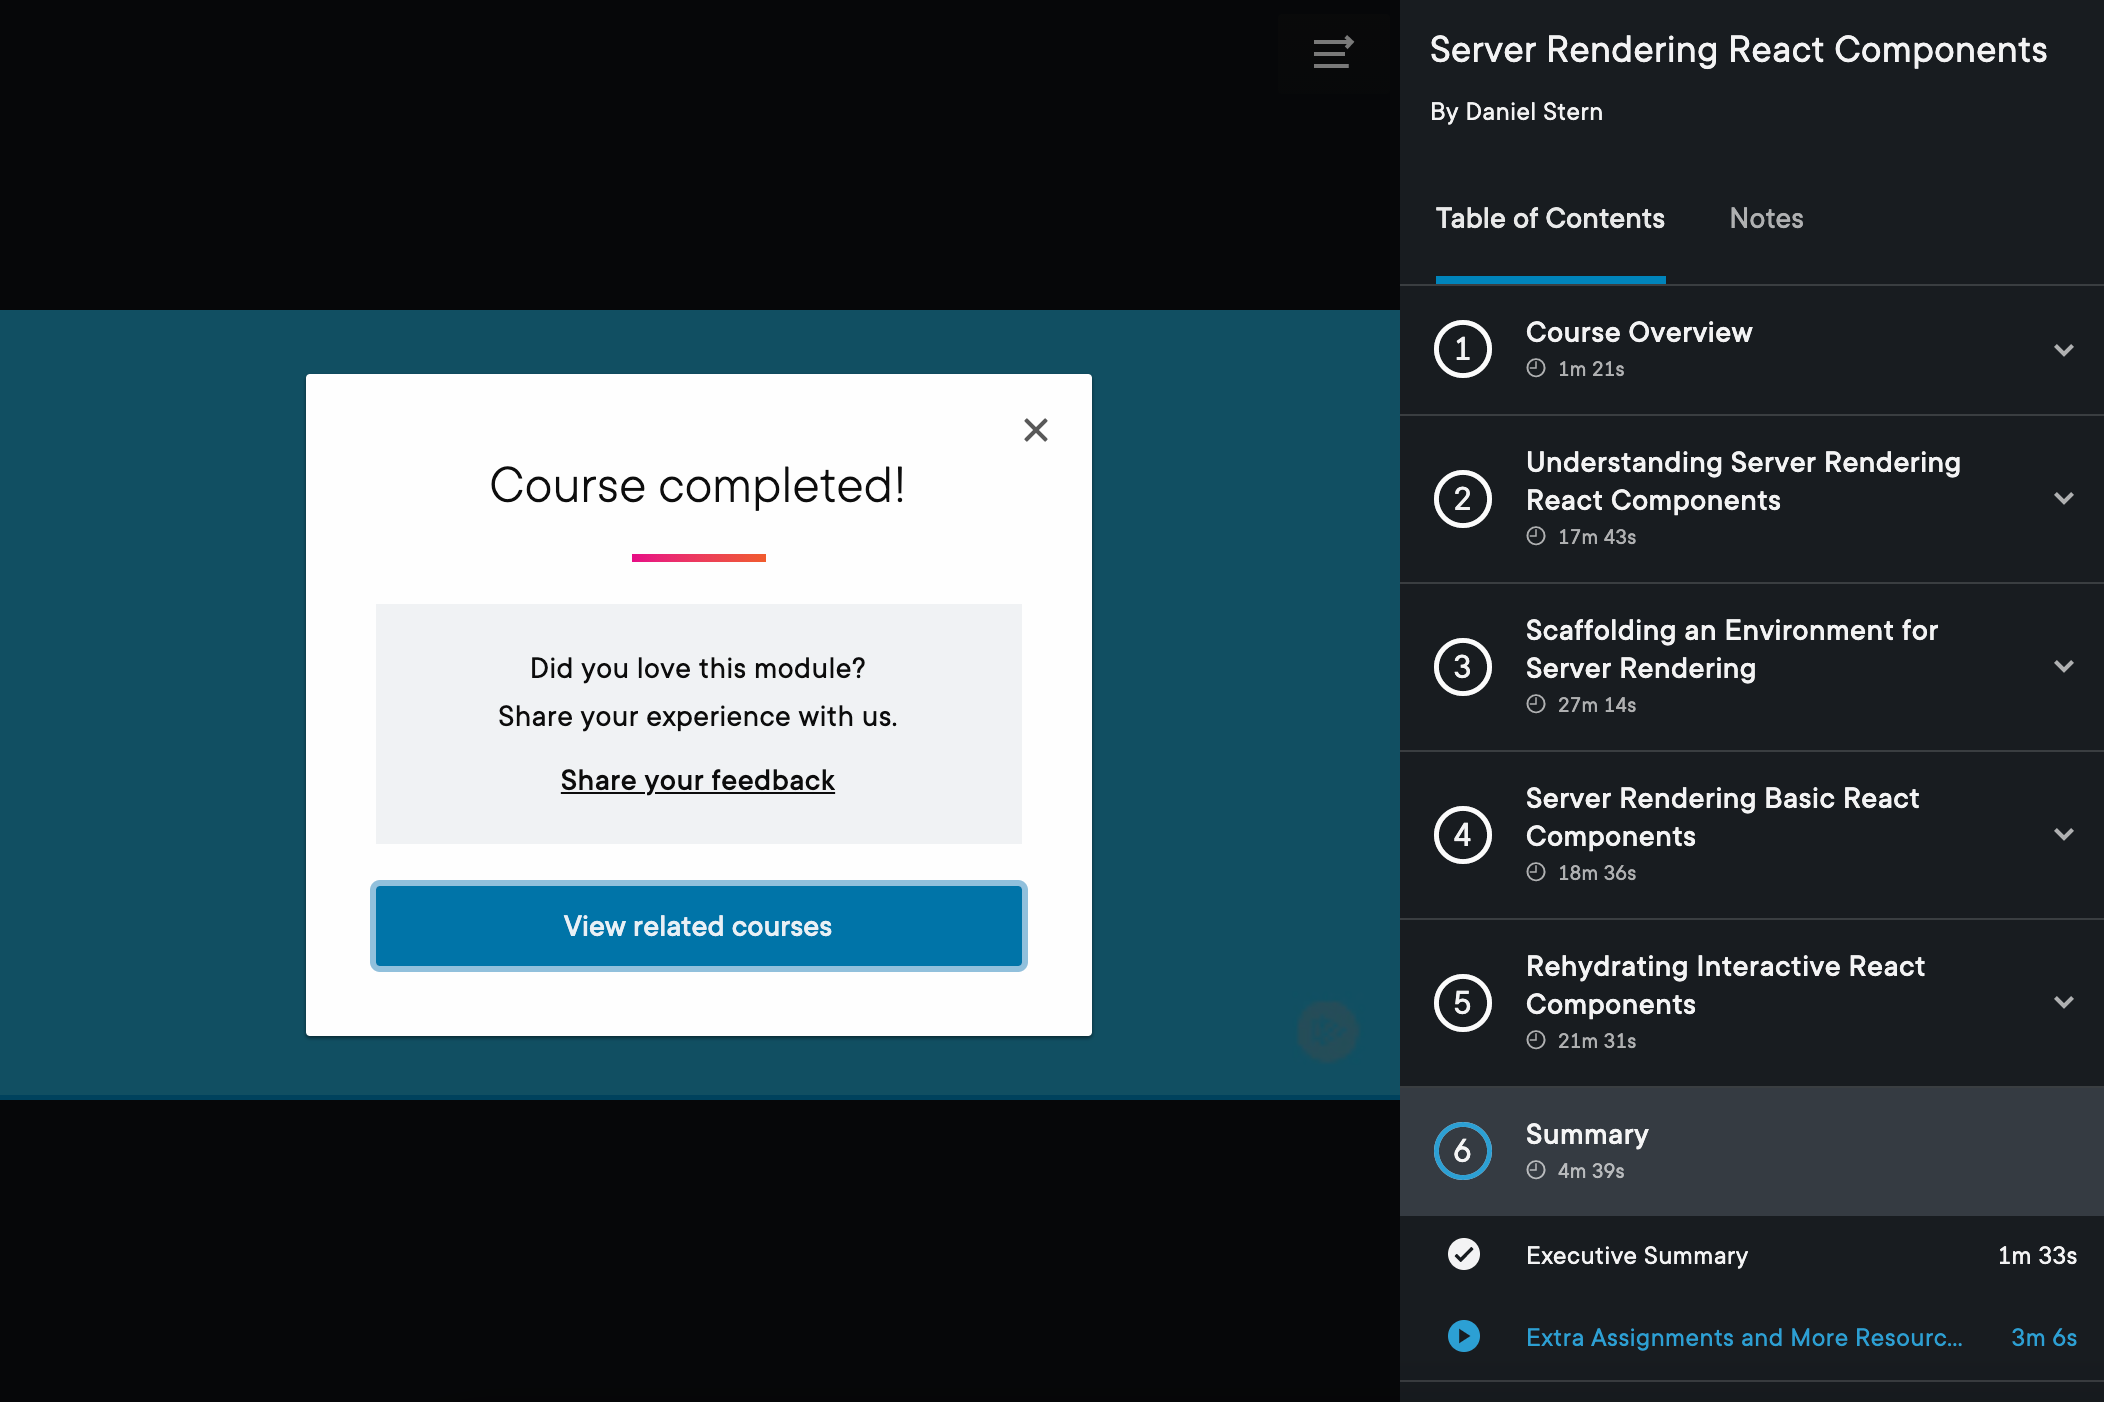 Course completed!
Did you love this module?
Share your experience with us.
Share your feedback
View related courses
Server Rendering React Components
By Daniel Stern
Table of Contents
Notes
1
Course Overview
1m 21s
2
Understanding Server Rendering
React Components
17m 43s
3
Scaffolding an Environment for
Server Rendering
27m 14s
4
Server Rendering Basic React
Components
18m 36s
5
Rehydrating Interactive React
Components
21m 31s
6
Summary
4m 39s
Executive Summary
1m 33s
Extra Assignments and More Resourc...
3m 6s